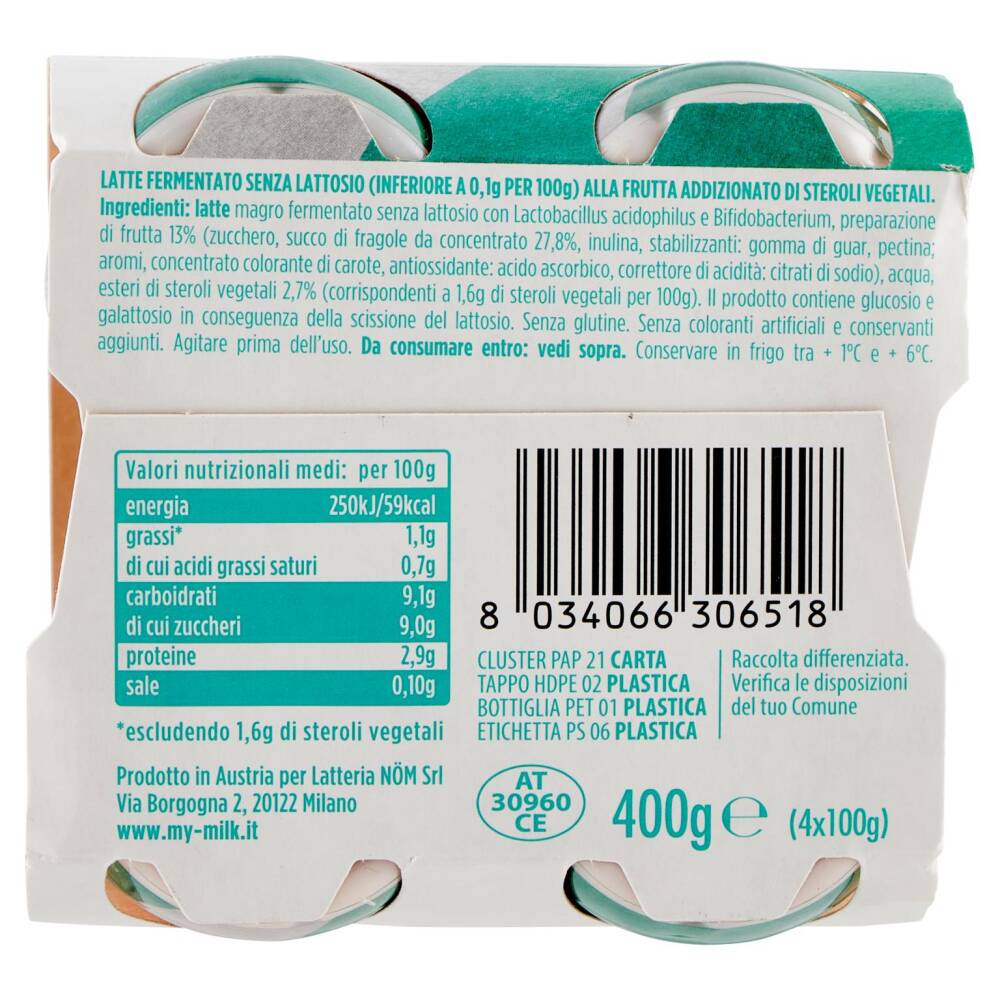 LATTE FERMENTATO SENZA LATTOSIO (INFERIORE A 0,1g PER 100g) ALLA FRUTTA ADDIZIONATO DI STEROLI VEGETALI.
Ingredienti: latte magro fermentato senza lattosio con Lactobacillus acidophilus e Bifidobacterium, preparazione
di frutta 13% (zucchero, succo di fragole da concentrato 27,8%, inulina, stabilizzanti: gomma di guar, pectina;
aromi, concentrato colorante di carote, antiossidante: acido ascorbico, correttore di acidità: citrati di sodio), acqua,
esteri di steroli vegetali 2,7% (corrispondenti a 1,6g di steroli vegetali per 100g). Il prodotto contiene glucosio e
galattosio in conseguenza della scissione del lattosio. Senza glutine. Senza coloranti artificiali e conservanti
aggiunti. Agitare prima dell'uso. Da consumare entro: vedi sopra. Conservare in frigo tra + 1°C e + 6°C.
Valori nutrizionali medi: per 100g
energia 250kJ/59kcal
grassi* 1,1g
di cui acidi grassi saturi 0,7g
carboidrati 9,1g
di cui zuccheri 9,0g
proteine 2,9g
sale 0,10g
*escludendo 1,6g di steroli vegetali
Prodotto in Austria per Latteria NÖM Srl
Via Borgogna 2, 20122 Milano
www.my-milk.it
8 034066 306518
CLUSTER PAP 21 CARTA
TAPPO HDPE 02 PLASTICA
BOTTIGLIA PET 01 PLASTICA
ETICHETTA PS 06 PLASTICA
Raccolta differenziata.
Verifica le disposizioni
del tuo Comune
AT
30960
CE
400g ℮ (4x100g)